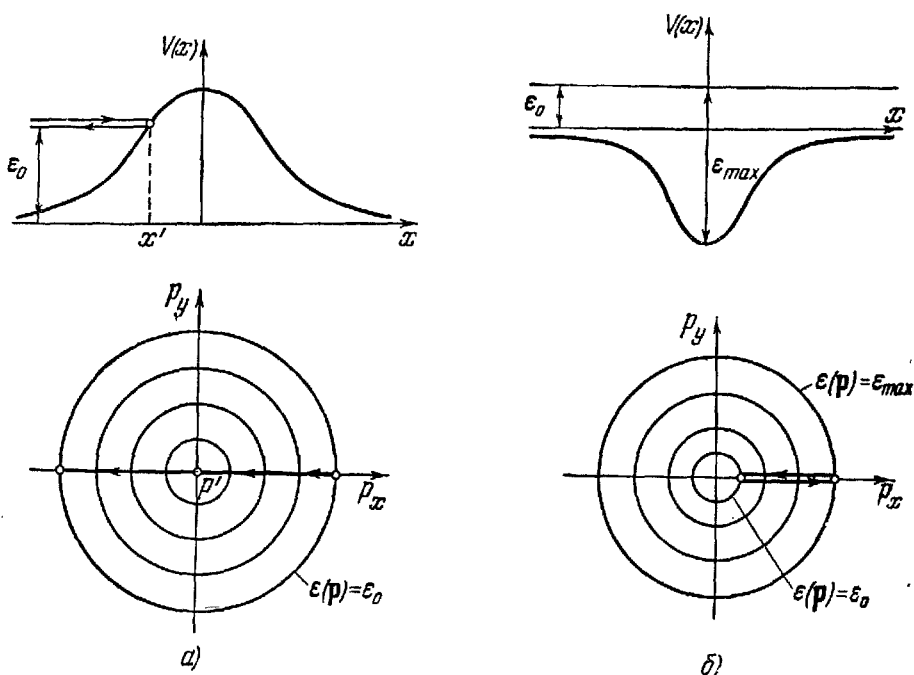 V(x)
ε₀
x'
x
V(x)
ε₀
x
εmax
Py
P'
Px
ε(p)=ε₀
а)
Py
ε(p)=εmax
Px
ε(p)=ε₀
б)